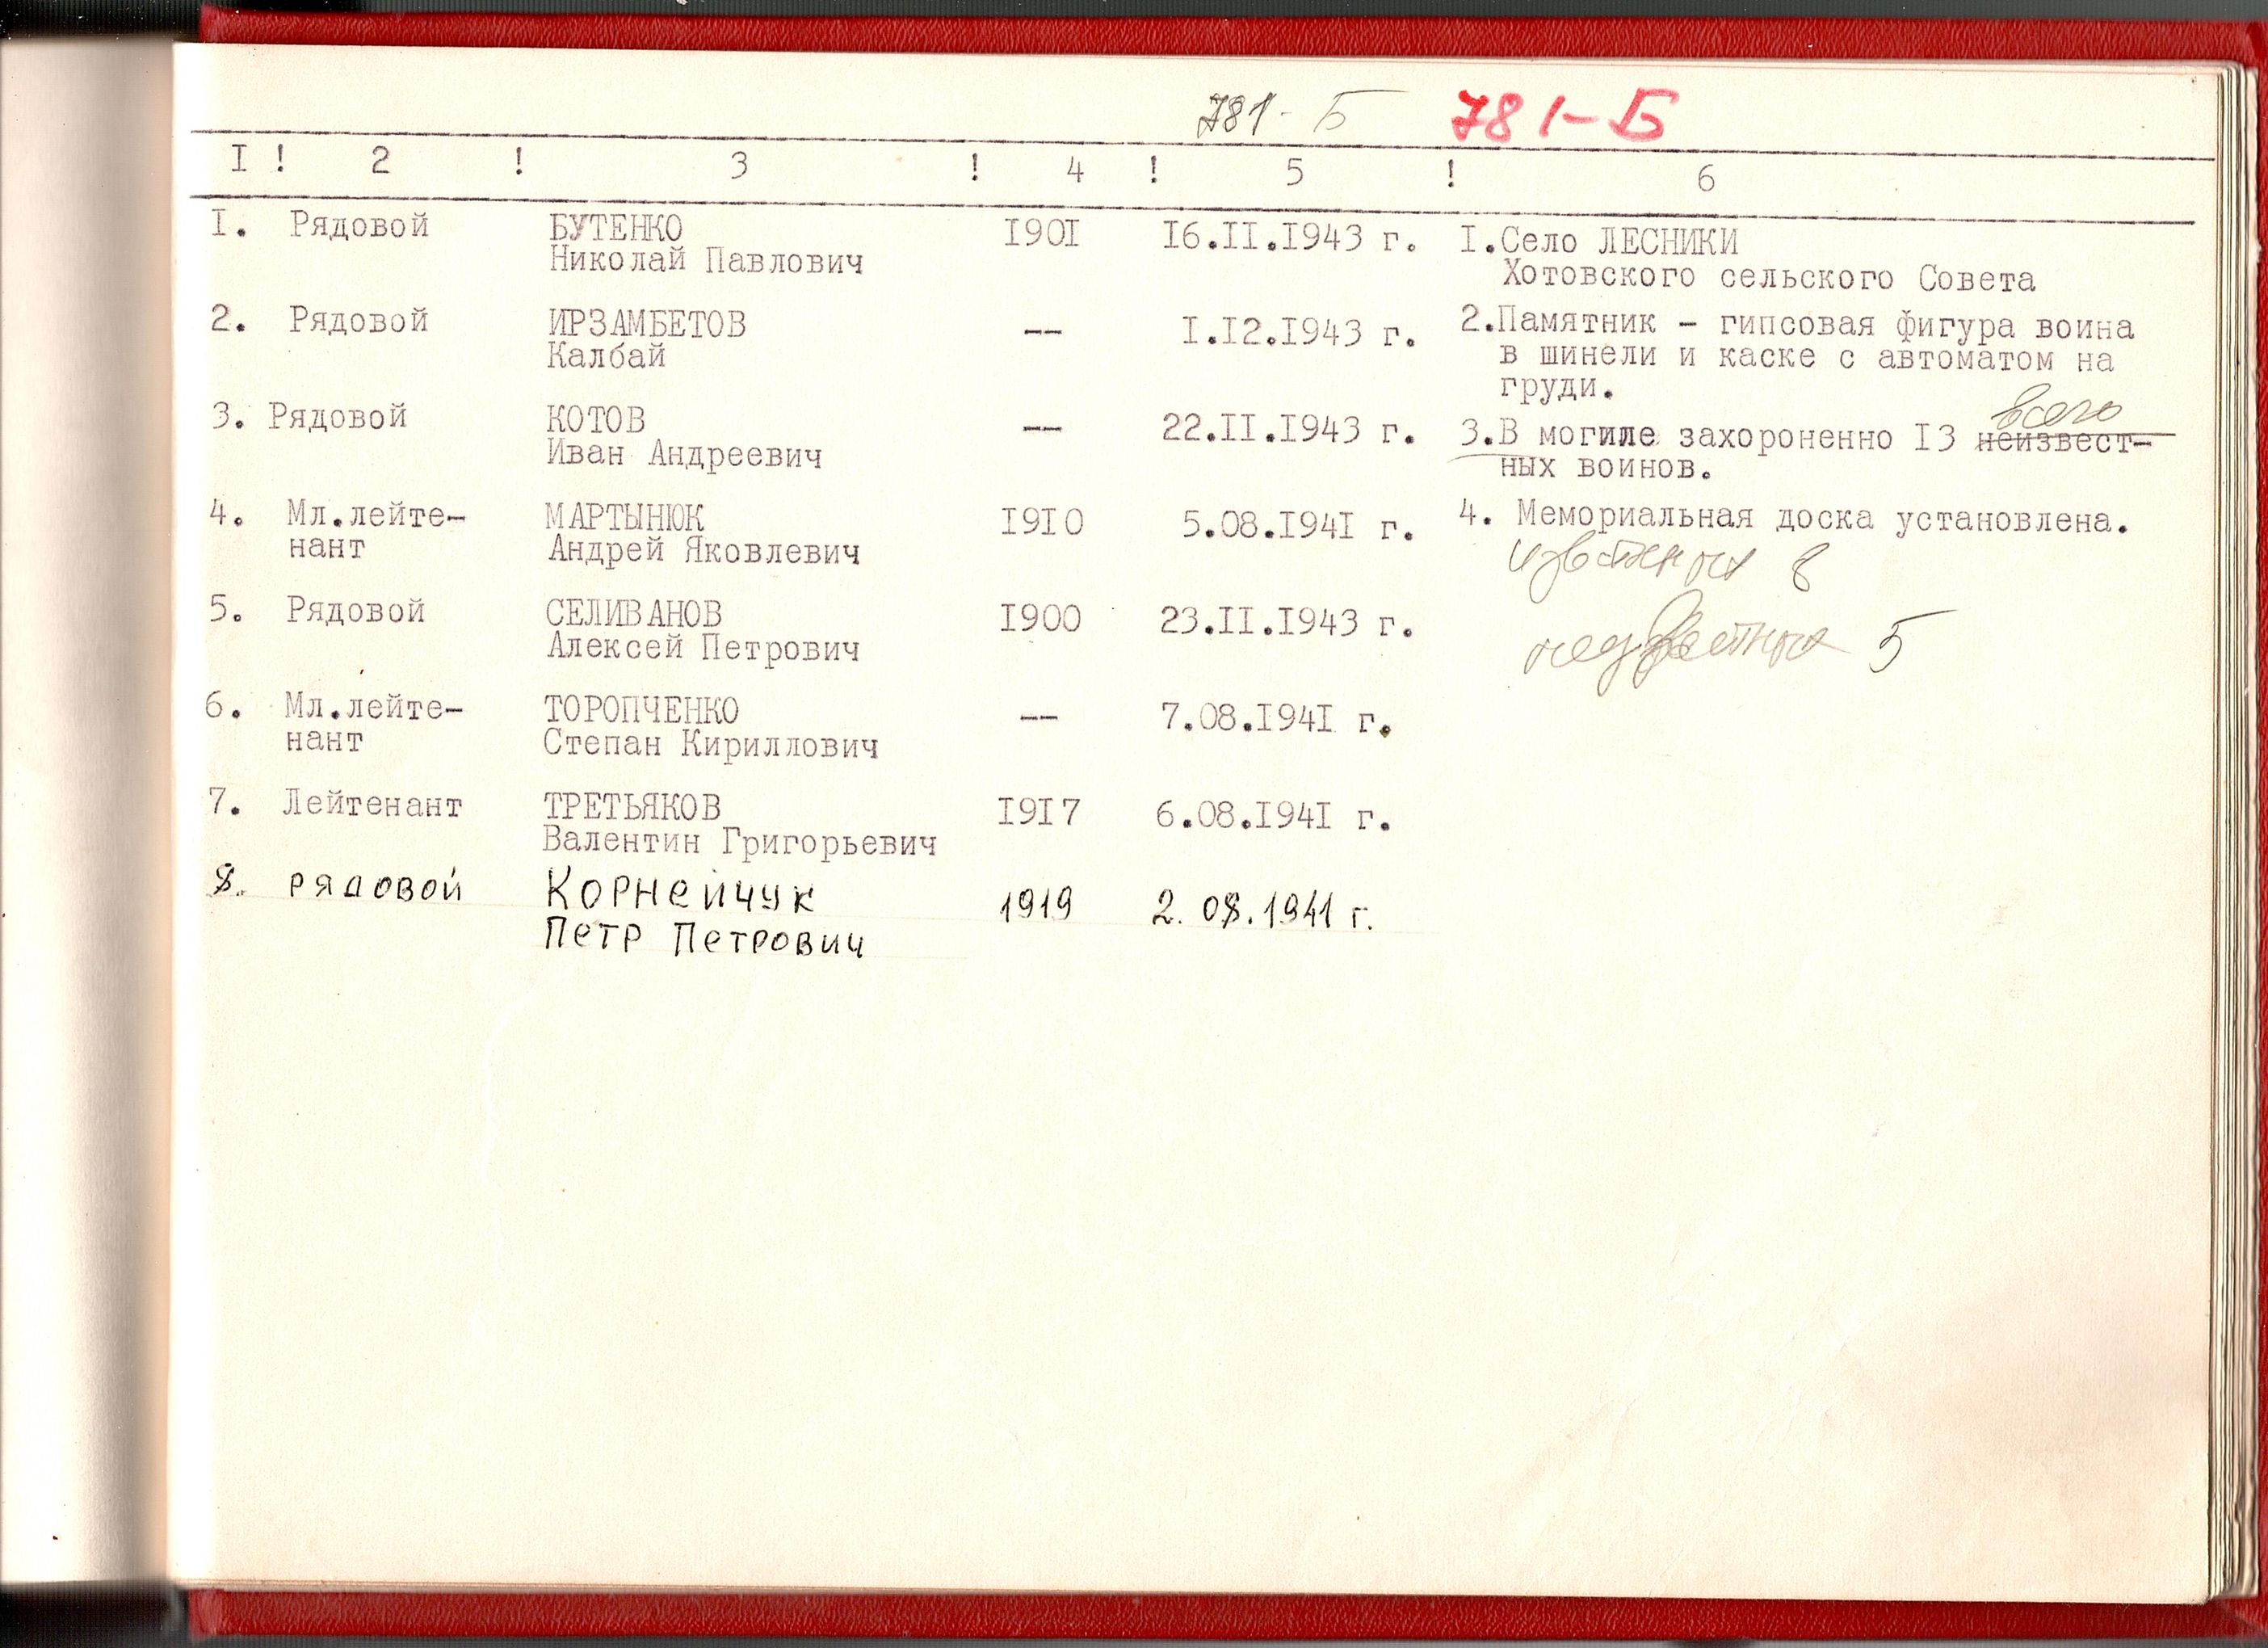 781-Б 781-Б
I ! 2 ! 3 ! 4 ! 5 ! 6
I. Рядовой БУТЕНКО I90I I6.II.I943 г. I.Село ЛЕСНИКИ
Николай Павлович Хотовского сельского Совета
2. Рядовой ИРЗАМБЕТОВ -- I.I2.I943 г. 2.Памятник - гипсовая фигура воина
Калбай в шинели и каске с автоматом на
груди.
всего
3. Рядовой КОТОВ -- 22.II.I943 г. 3.В могиле захороненно I3 неизвест-
Иван Андреевич ных воинов.
4. Мл.лейте- МАРТЫНЮК I9I0 5.08.I94I г. 4. Мемориальная доска установлена.
нант Андрей Яковлевич известных 8
5. Рядовой СЕЛИВАНОВ I900 23.II.I943 г.
Алексей Петрович неизвестных 5
6. Мл.лейте- ТОРОПЧЕНКО -- 7.08.I94I г.
нант Степан Кириллович
7. Лейтенант ТРЕТЬЯКОВ I9I7 6.08.I94I г.
Валентин Григорьевич
8. рядовой Корнейчук 1919 2.08.1941 г.
Петр Петрович